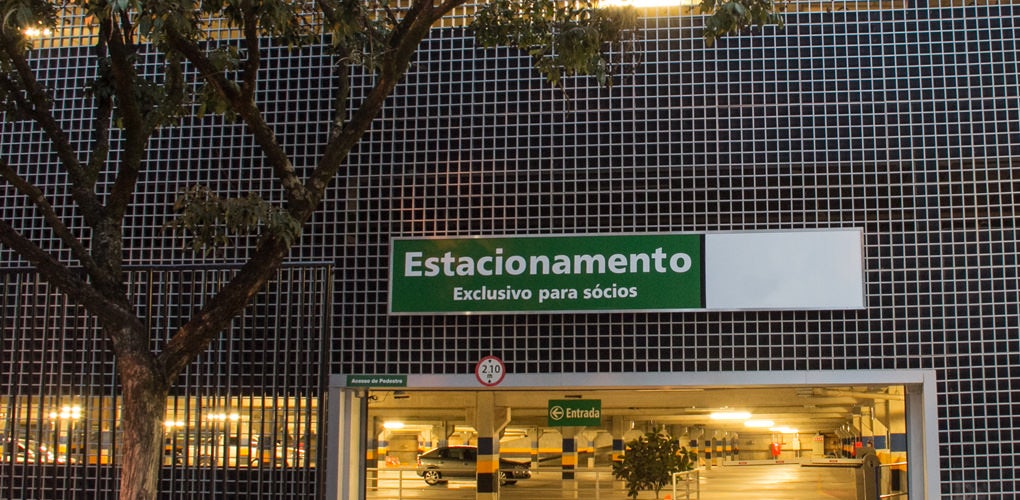 Estacionamento
Exclusivo para sócios
2.10
m
Acesso de Pedestre
Entrada